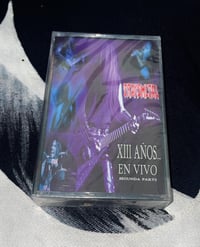 XIII AÑOS...
EN VIVO
SEGUNDA PARTE